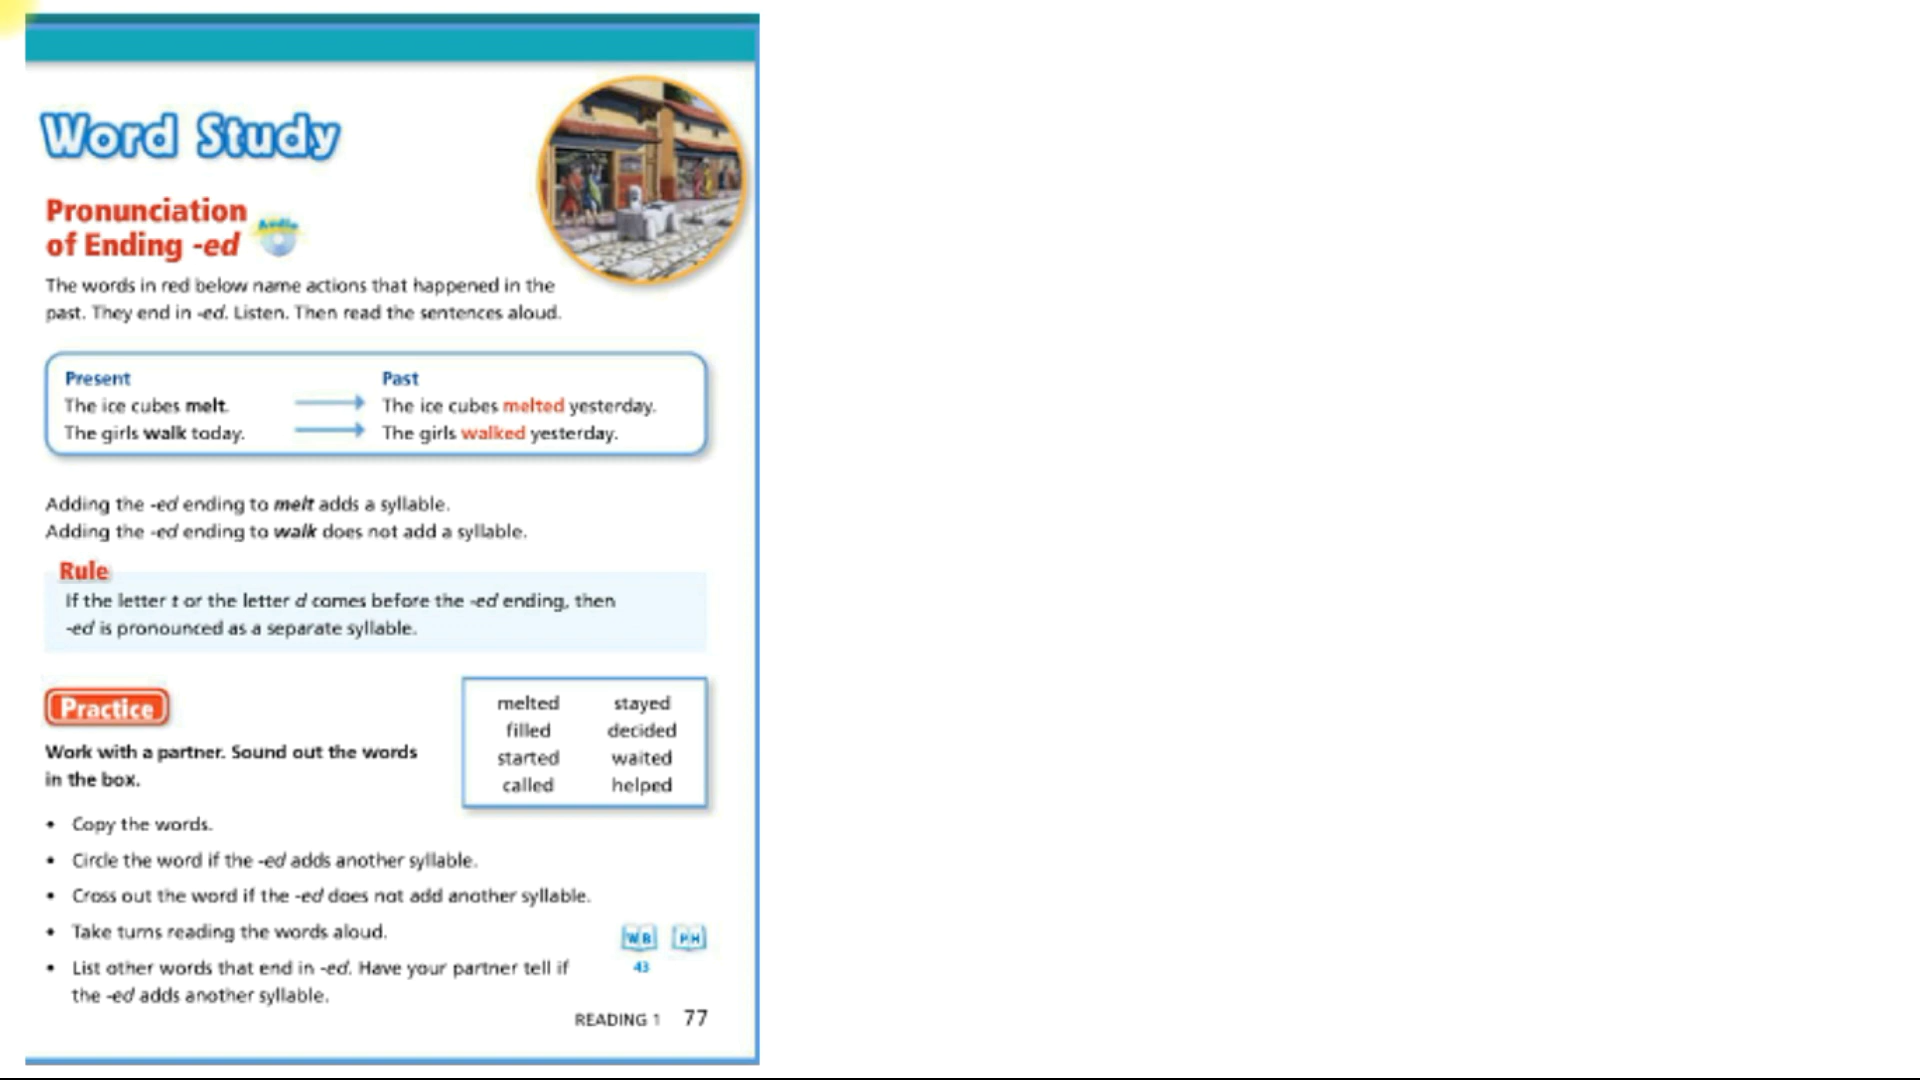 Word Study
Pronunciation
of Ending -ed
Audio
The words in red below name actions that happened in the
past. They end in -ed. Listen. Then read the sentences aloud.
Present
Past
The ice cubes melt.
The ice cubes melted yesterday.
The girls walk today.
The girls walked yesterday.
Adding the -ed ending to melt adds a syllable.
Adding the -ed ending to walk does not add a syllable.
Rule
If the letter t or the letter d comes before the -ed ending, then
-ed is pronounced as a separate syllable.
Practice
Work with a partner. Sound out the words
in the box.
melted stayed
filled decided
started waited
called helped
• Copy the words.
• Circle the word if the -ed adds another syllable.
• Cross out the word if the -ed does not add another syllable.
• Take turns reading the words aloud.
• List other words that end in -ed. Have your partner tell if
the -ed adds another syllable.
WB PH
43
READING 1 77